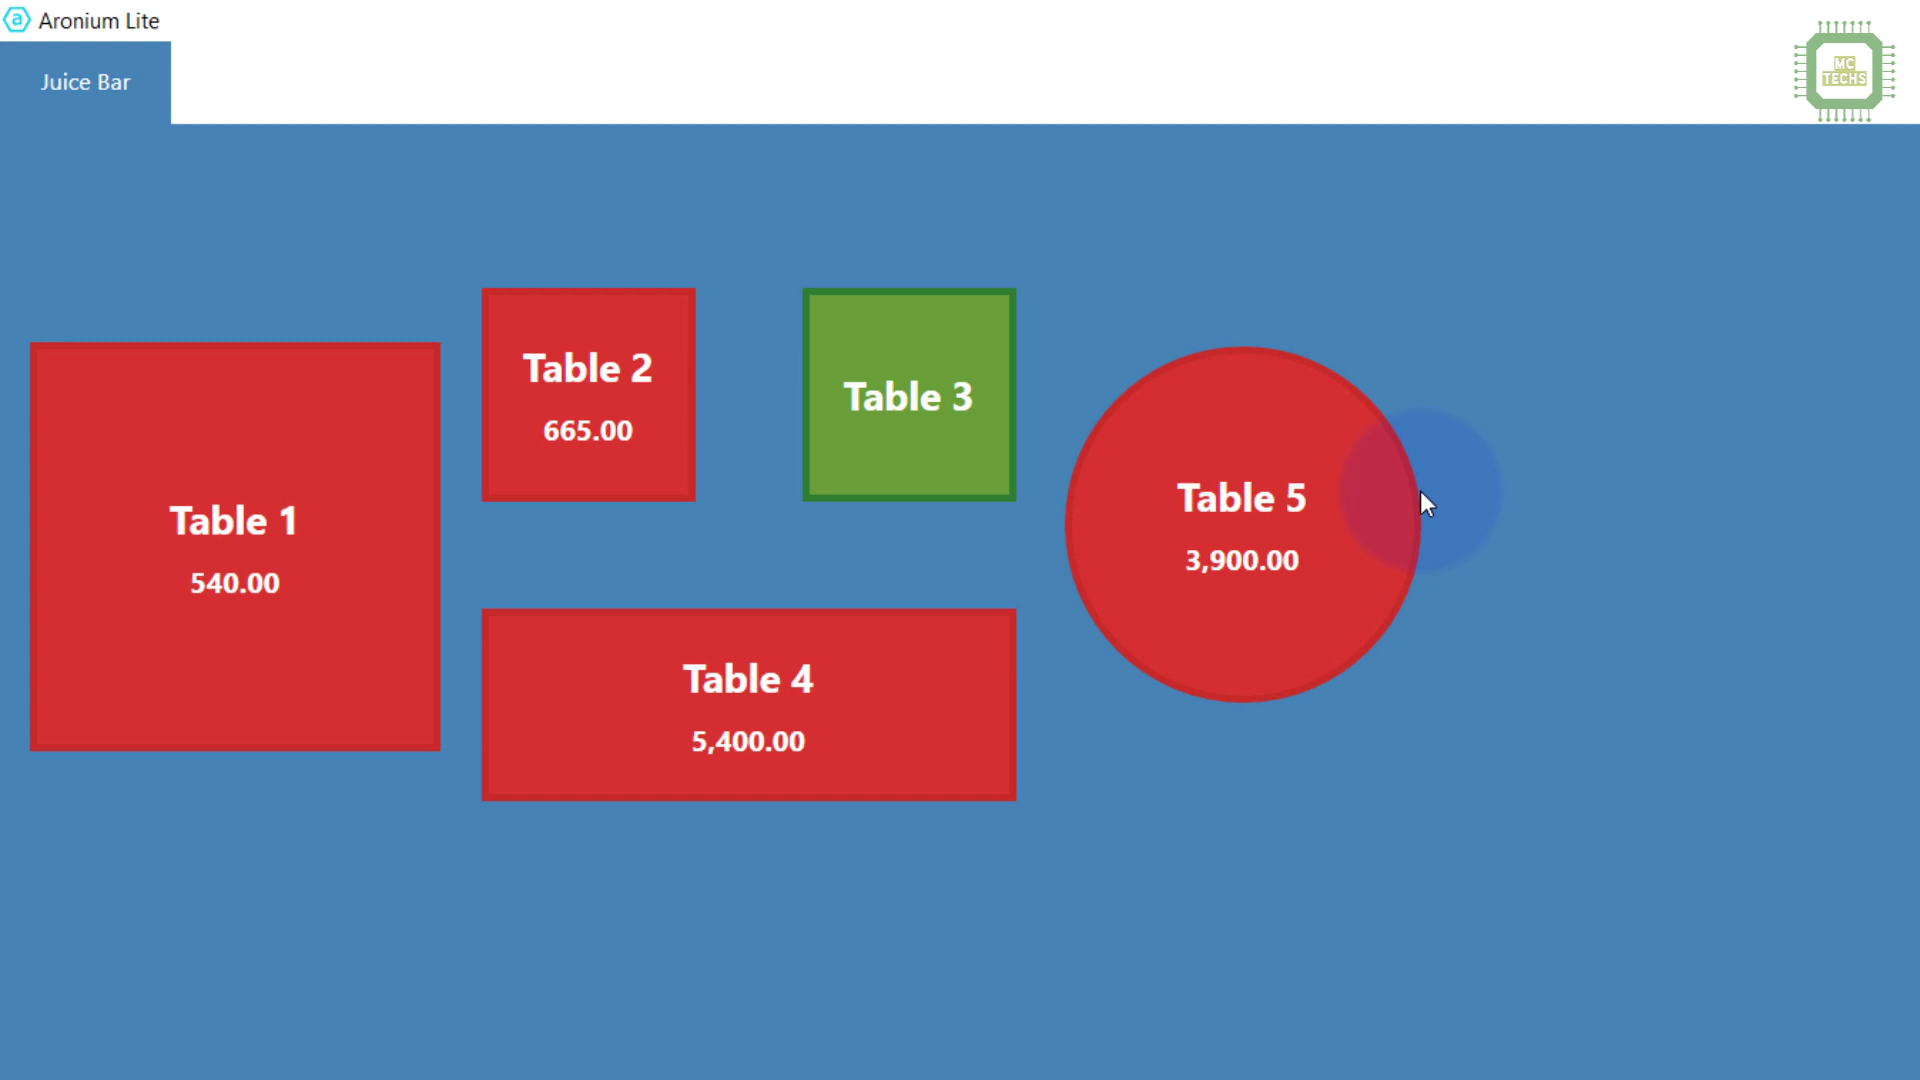 Aronium Lite
Juice Bar
MC
TECHS
Table 1
540.00
Table 2
665.00
Table 3
Table 4
5,400.00
Table 5
3,900.00